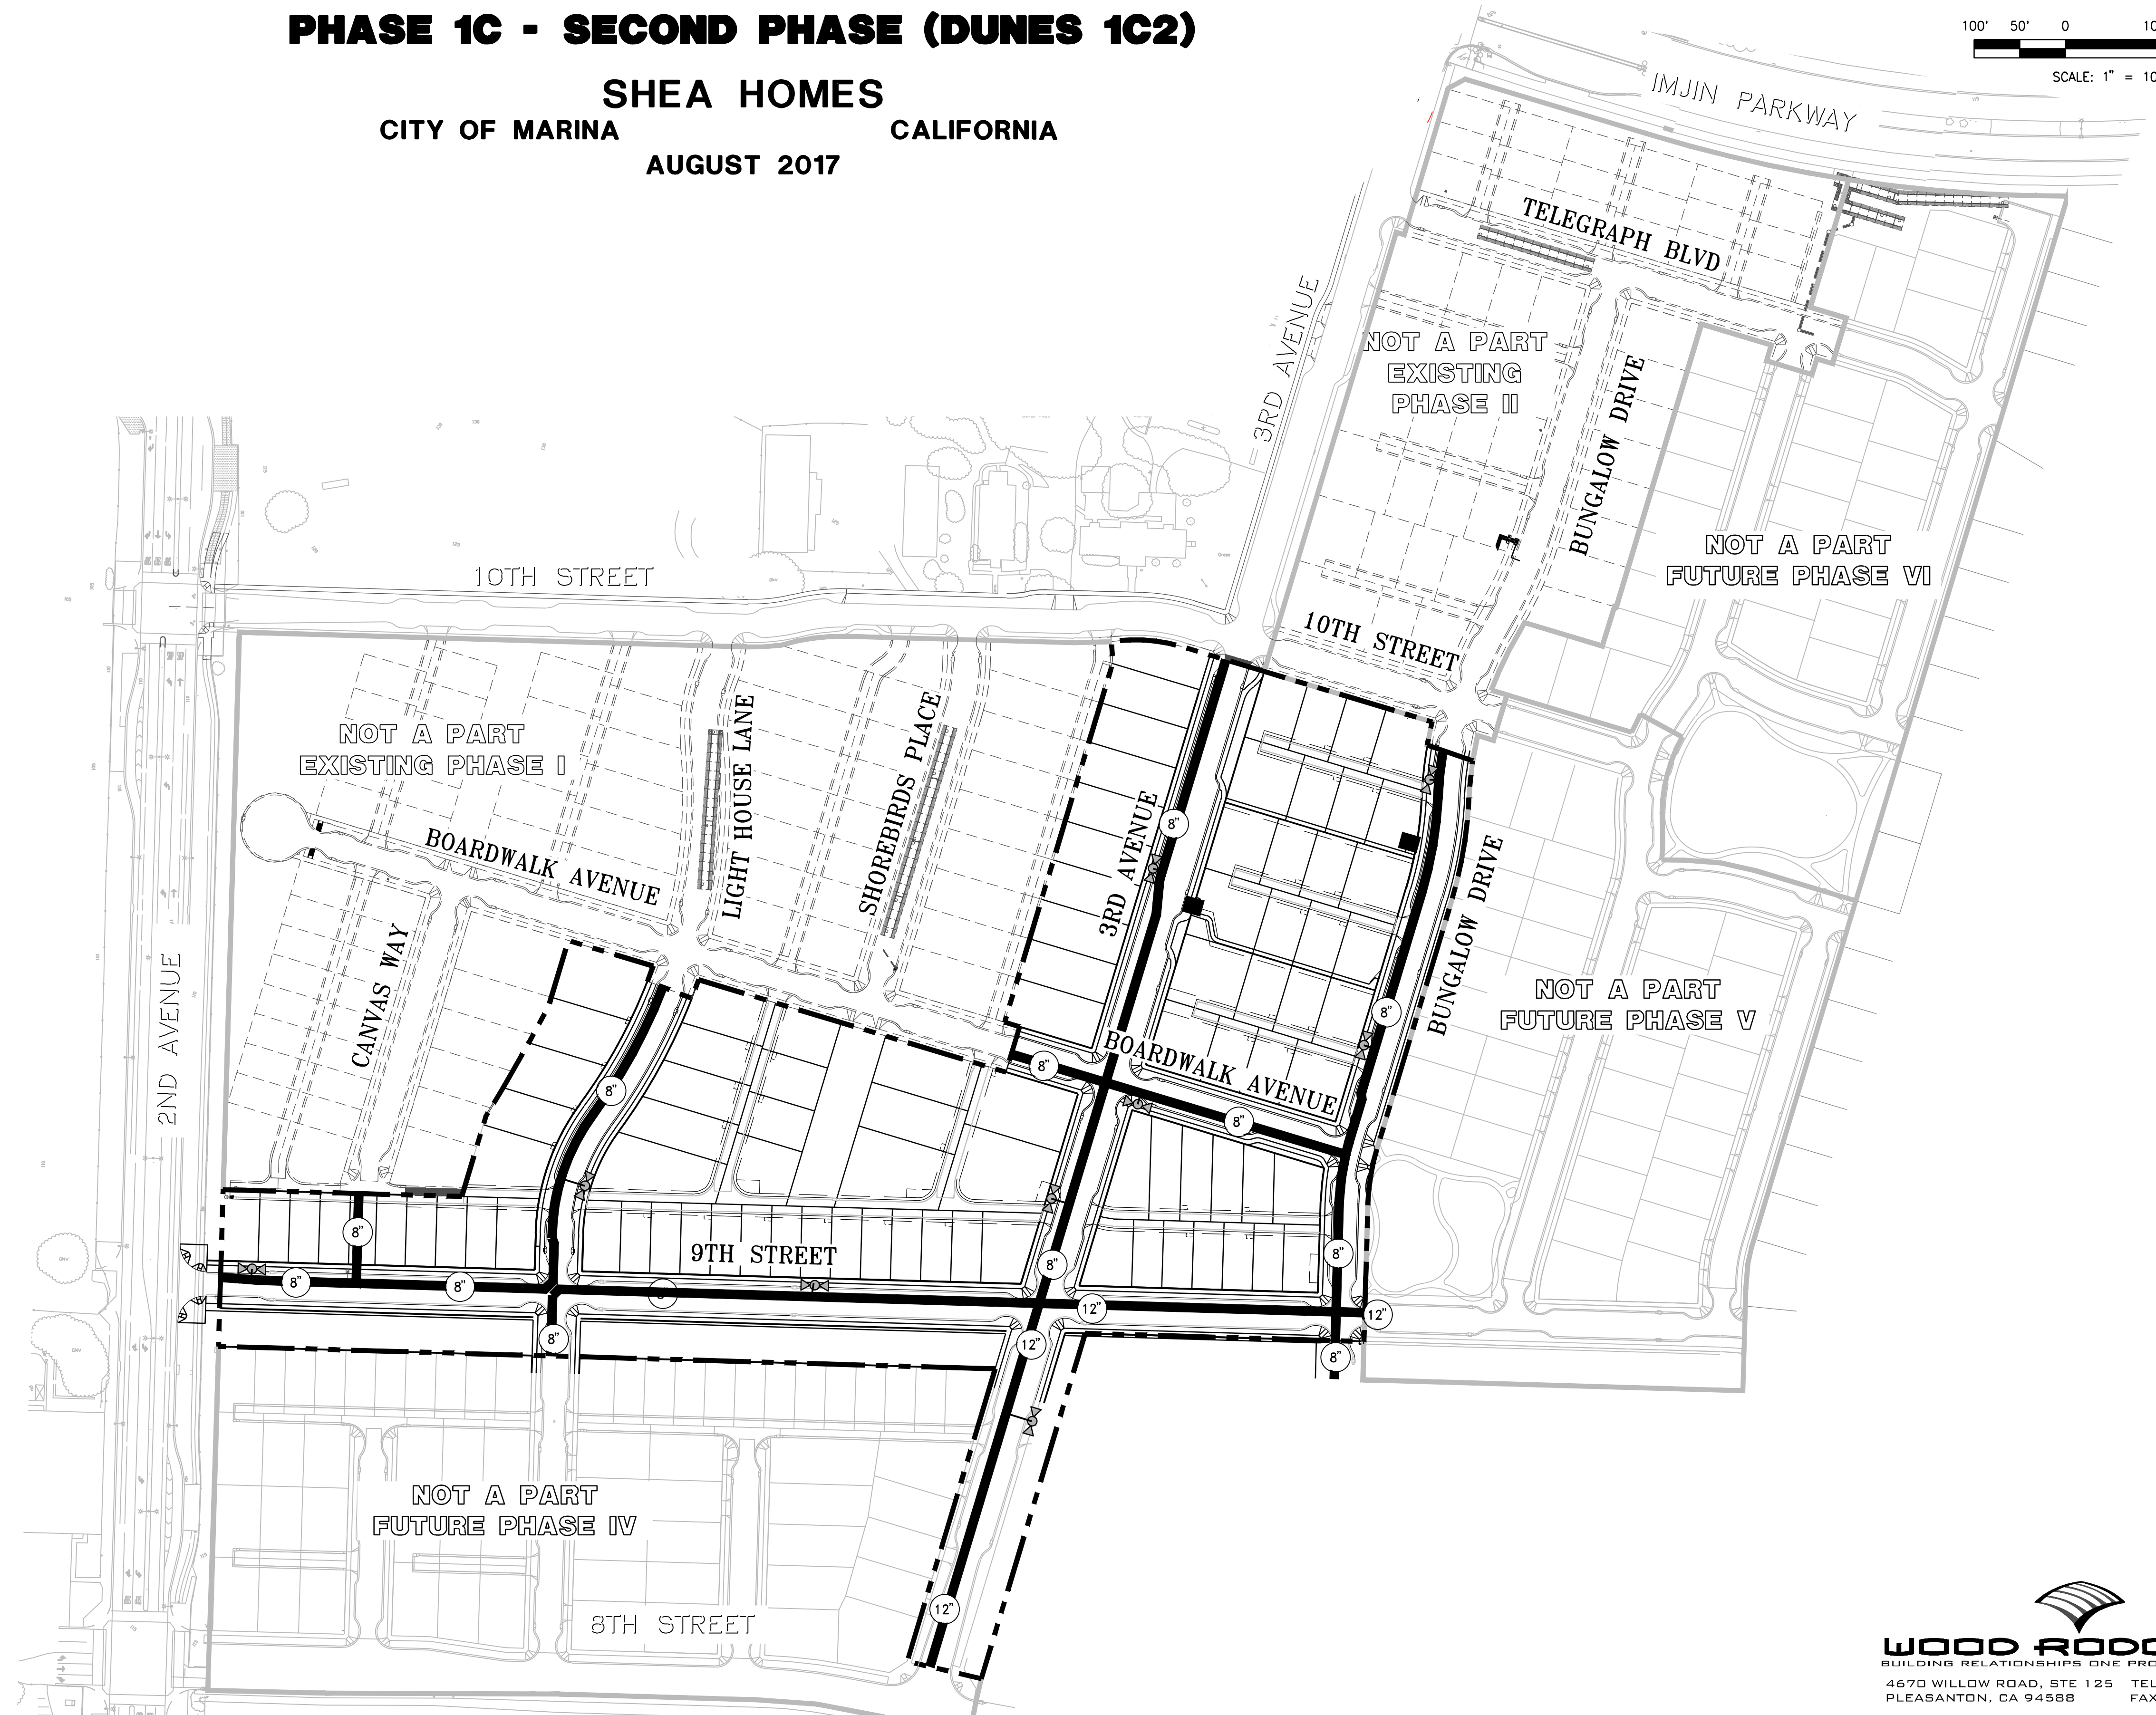 PHASE 1C - SECOND PHASE (DUNES 1C2)
SHEA HOMES
CITY OF MARINA CALIFORNIA
AUGUST 2017
100' 50' 0
SCALE: 1" =
IMJIN PARKWAY
TELEGRAPH BLVD
3RD AVENUE
NOT A PART
EXISTING
PHASE II
BUNGALOW DRIVE
NOT A PART
FUTURE PHASE VI
10TH STREET
10TH STREET
NOT A PART
EXISTING PHASE I
LIGHT HOUSE LANE
SHOREBIRDS PLACE
3RD AVENUE
8"
BOARDWALK AVENUE
BUNGALOW DRIVE
CANVAS WAY
2ND AVENUE
NOT A PART
FUTURE PHASE V
8"
8"
8"
BOARDWALK AVENUE
8"
8"
9TH STREET
8"
8"
8"
8"
12"
12"
8"
12"
8"
NOT A PART
FUTURE PHASE IV
12"
8TH STREET
WOOD
BUILDING RELATIONSHIPS ONE
4670 WILLOW ROAD, STE 125
PLEASANTON, CA 94588 FAX